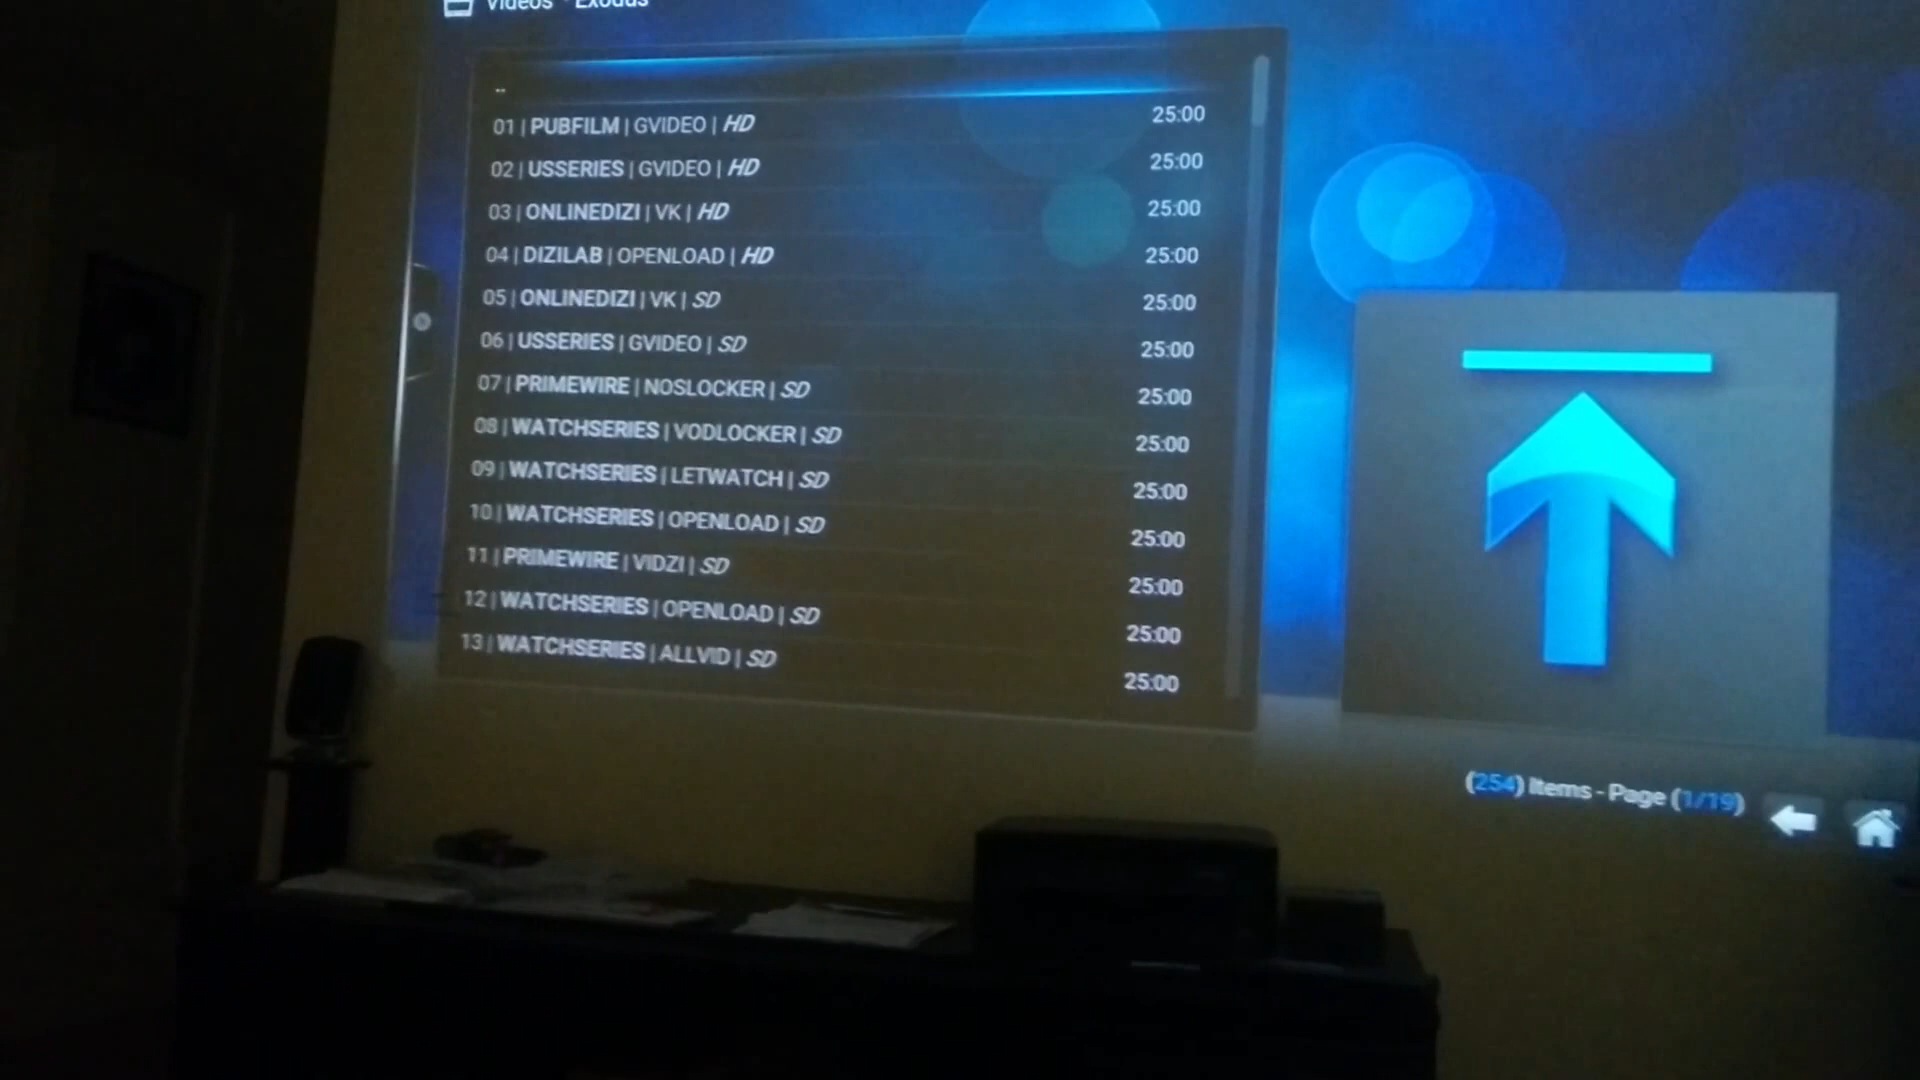 Videos - Exodus
..
01 | PUBFILM | GVIDEO | HD 25:00
02 | USSERIES | GVIDEO | HD 25:00
03 | ONLINEDIZI | VK | HD 25:00
04 | DIZILAB | OPENLOAD | HD 25:00
05 | ONLINEDIZI | VK | SD 25:00
06 | USSERIES | GVIDEO | SD 25:00
07 | PRIMEWIRE | NOSLOCKER | SD 25:00
08 | WATCHSERIES | VODLOCKER | SD 25:00
09 | WATCHSERIES | LETWATCH | SD 25:00
10 | WATCHSERIES | OPENLOAD | SD 25:00
11 | PRIMEWIRE | VIDZI | SD 25:00
12 | WATCHSERIES | OPENLOAD | SD 25:00
13 | WATCHSERIES | ALLVID | SD 25:00
(254) Items - Page (1/19)